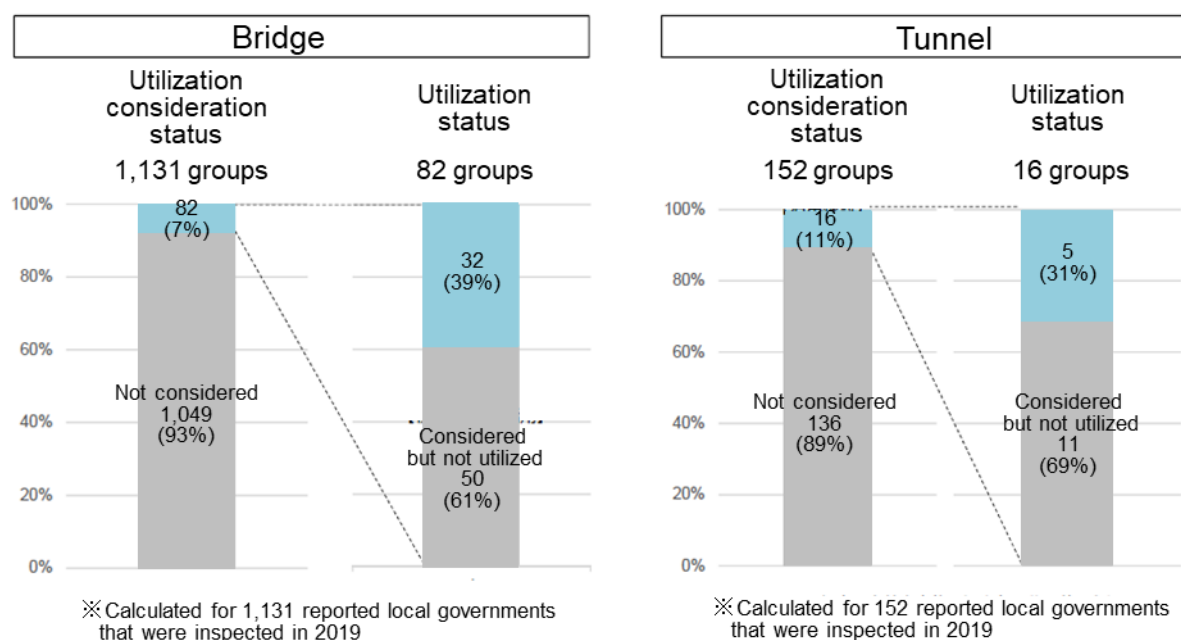 Bridge
Utilization
consideration
status
1,131 groups
Utilization
status
82 groups
100%
80%
60%
40%
20%
0%
82
(7%)
Not considered
1,049
(93%)
32
(39%)
Considered
but not utilized
50
(61%)
※Calculated for 1,131 reported local governments
that were inspected in 2019
Tunnel
Utilization
consideration
status
152 groups
Utilization
status
16 groups
100%
80%
60%
40%
20%
0%
16
(11%)
Not considered
136
(89%)
5
(31%)
Considered
but not utilized
11
(69%)
※Calculated for 152 reported local governments
that were inspected in 2019